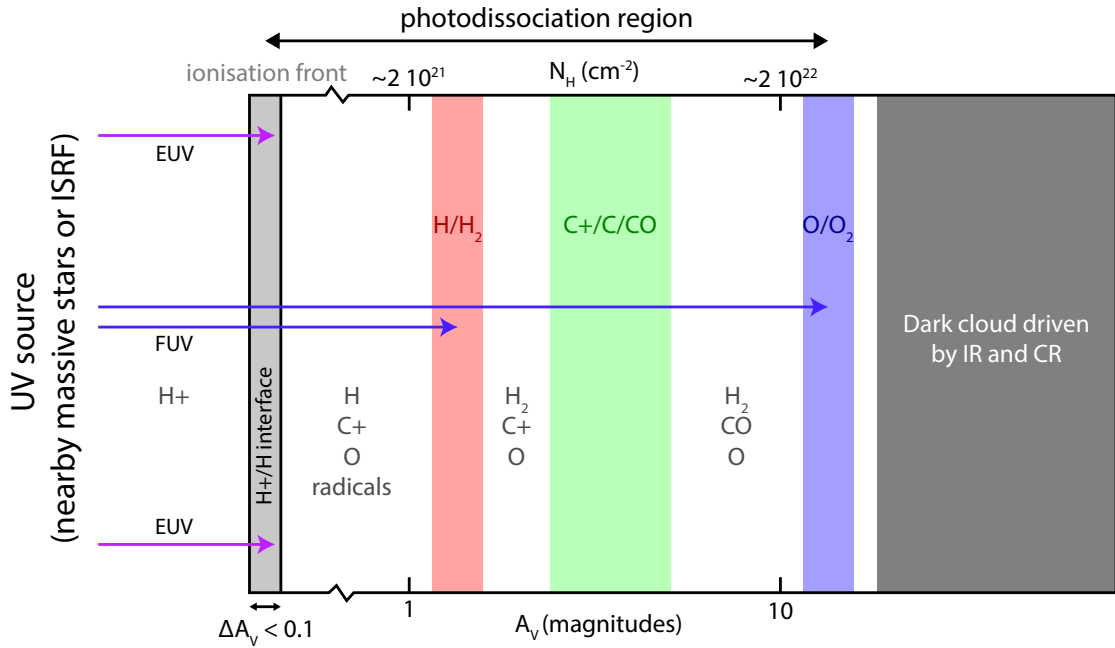 photodissociation region
ionisation front
~2 10²¹
N_H (cm⁻²)
~2 10²²
UV source
(nearby massive stars or ISRF)
EUV
H/H₂
C+/C/CO
O/O₂
FUV
Dark cloud driven
by IR and CR
H+
H+/H interface
H
C+
O
radicals
H₂
C+
O
H₂
CO
O
EUV
1
A_V (magnitudes)
10
ΔA_V < 0.1